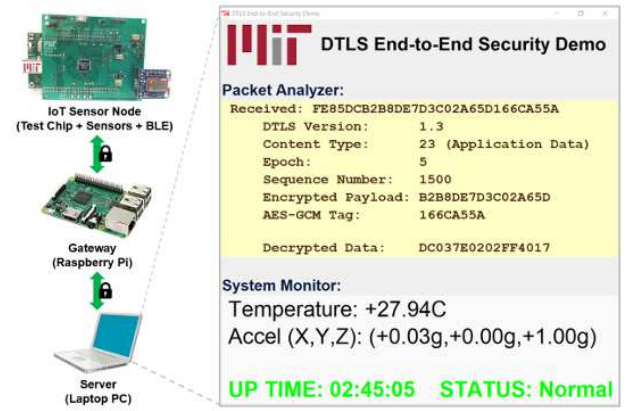 IoT Sensor Node
(Test Chip + Sensors + BLE)
Gateway
(Raspberry Pi)
Server
(Laptop PC)
DTLS End-to-End Security Demo
DTLS End-to-End Security Demo
Packet Analyzer:
Received: FE85DCB2B8DE7D3C02A65D166CA55A
DTLS Version: 1.3
Content Type: 23 (Application Data)
Epoch: 5
Sequence Number: 1500
Encrypted Payload: B2B8DE7D3C02A65D
AES-GCM Tag: 166CA55A
Decrypted Data: DC037E0202FF4017
System Monitor:
Temperature: +27.94C
Accel (X,Y,Z): (+0.03g,+0.00g,+1.00g)
UP TIME: 02:45:05 STATUS: Normal